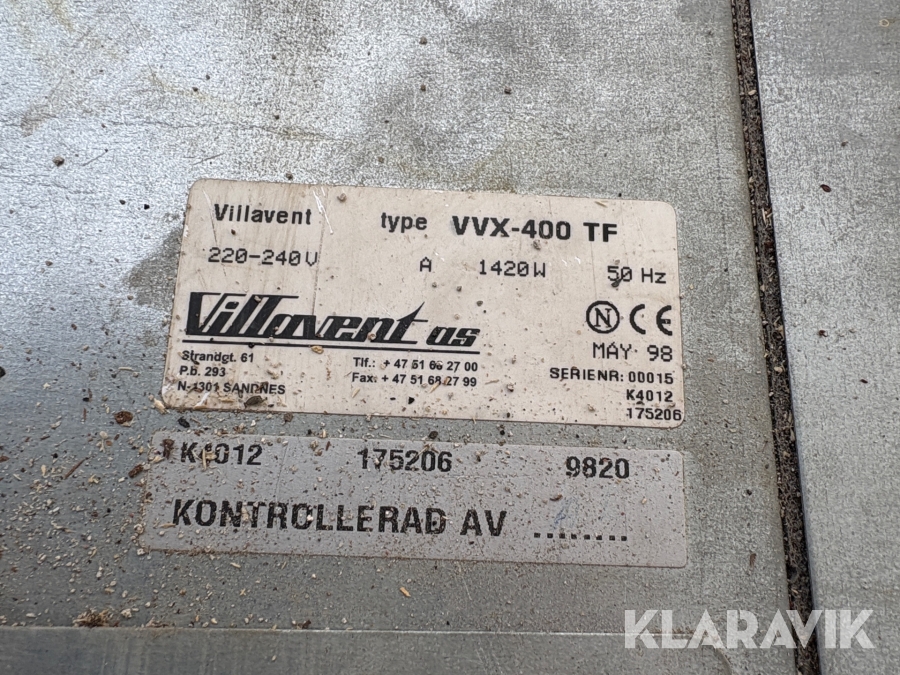 Villavent type VVX-400 TF
220-240V A 1420W 50 Hz
Villavent as
N CE
MAY 98
Strandgt. 61 Tlf.: + 47 51 68 27 00
P.b. 293 Fax: + 47 51 68 27 99
N-4301 SANDNES
SERIENR: 00015
K4012
175206
K4012 175206 9820
KONTROLLERAD AV ........
KLARAVIK